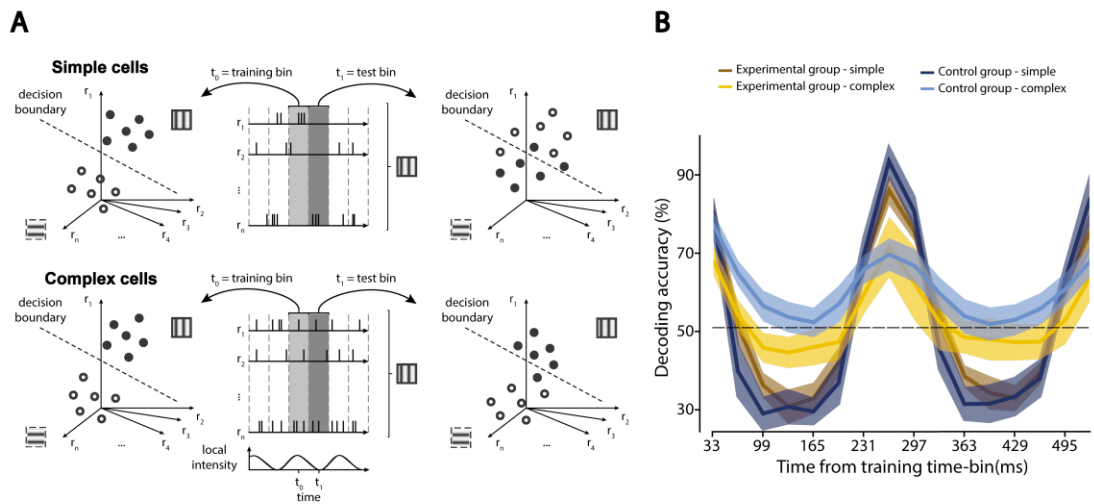 A
Simple cells
t0 = training bin
t1 = test bin
decision
boundary
r1
r2
r3
r4
...
rn
r1
r2
...
rn
decision
boundary
r1
r2
r3
r4
...
rn
Complex cells
t0 = training bin
t1 = test bin
decision
boundary
r1
r2
r3
r4
...
rn
r1
r2
...
rn
decision
boundary
r1
r2
r3
r4
...
rn
local
intensity
t0 t1
time
B
Experimental group - simple
Experimental group - complex
Control group - simple
Control group - complex
Decoding accuracy (%)
90
70
50
30
33 99 165 231 297 363 429 495
Time from training time-bin(ms)